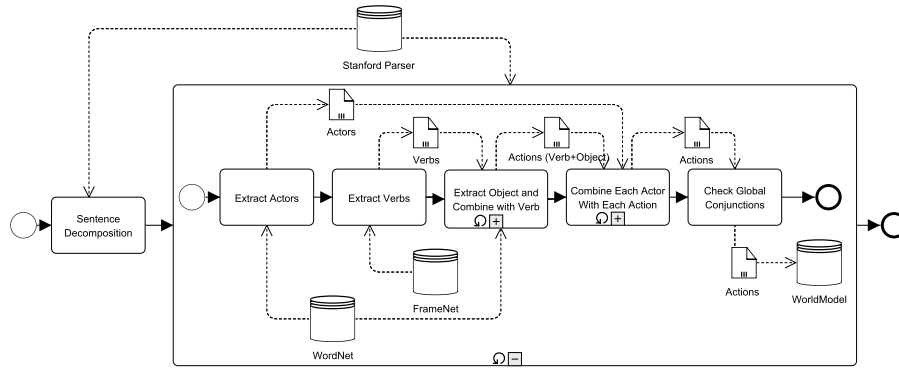 Stanford Parser
Actors
Verbs
Actions (Verb+Object)
Actions
Sentence
Decomposition
Extract Actors
Extract Verbs
Extract Object and
Combine with Verb
Combine Each Actor
With Each Action
Check Global
Conjunctions
FrameNet
Actions
WorldModel
WordNet